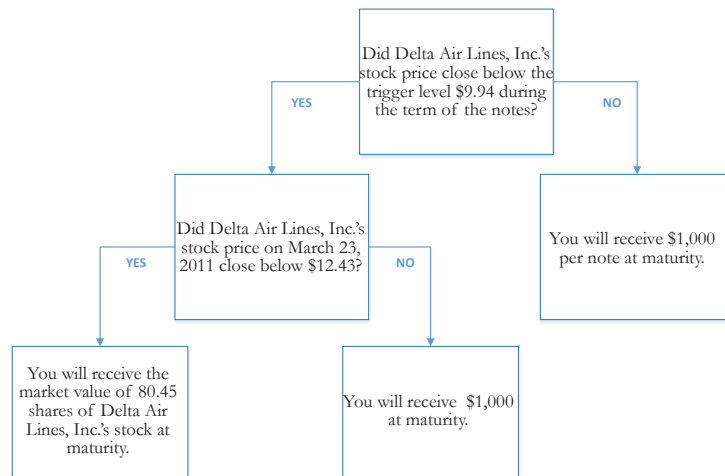 Did Delta Air Lines, Inc.'s
stock price close below the
trigger level $9.94 during
the term of the notes?
YES
NO
Did Delta Air Lines, Inc.'s
stock price on March 23,
2011 close below $12.43?
You will receive $1,000
per note at maturity.
YES
NO
You will receive the
market value of 80.45
shares of Delta Air
Lines, Inc.'s stock at
maturity.
You will receive $1,000
at maturity.